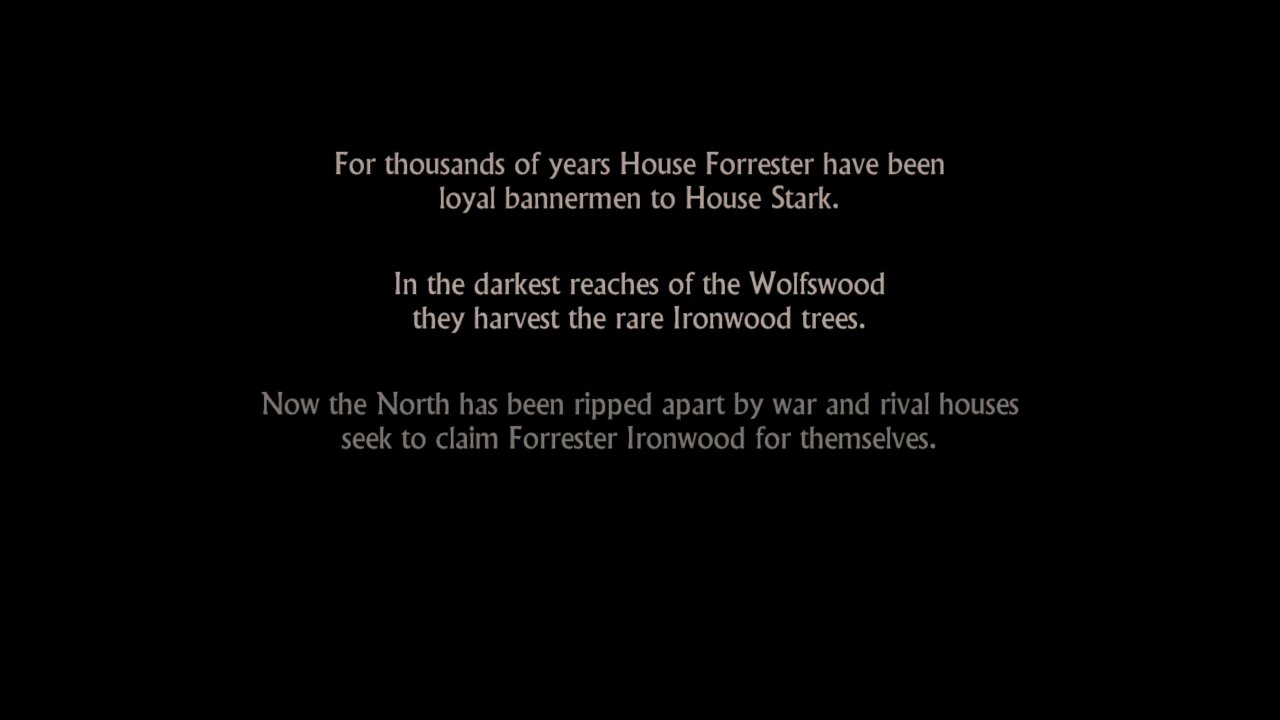 For thousands of years House Forrester have been
loyal bannermen to House Stark.
In the darkest reaches of the Wolfswood
they harvest the rare Ironwood trees.
Now the North has been ripped apart by war and rival houses
seek to claim Forrester Ironwood for themselves.